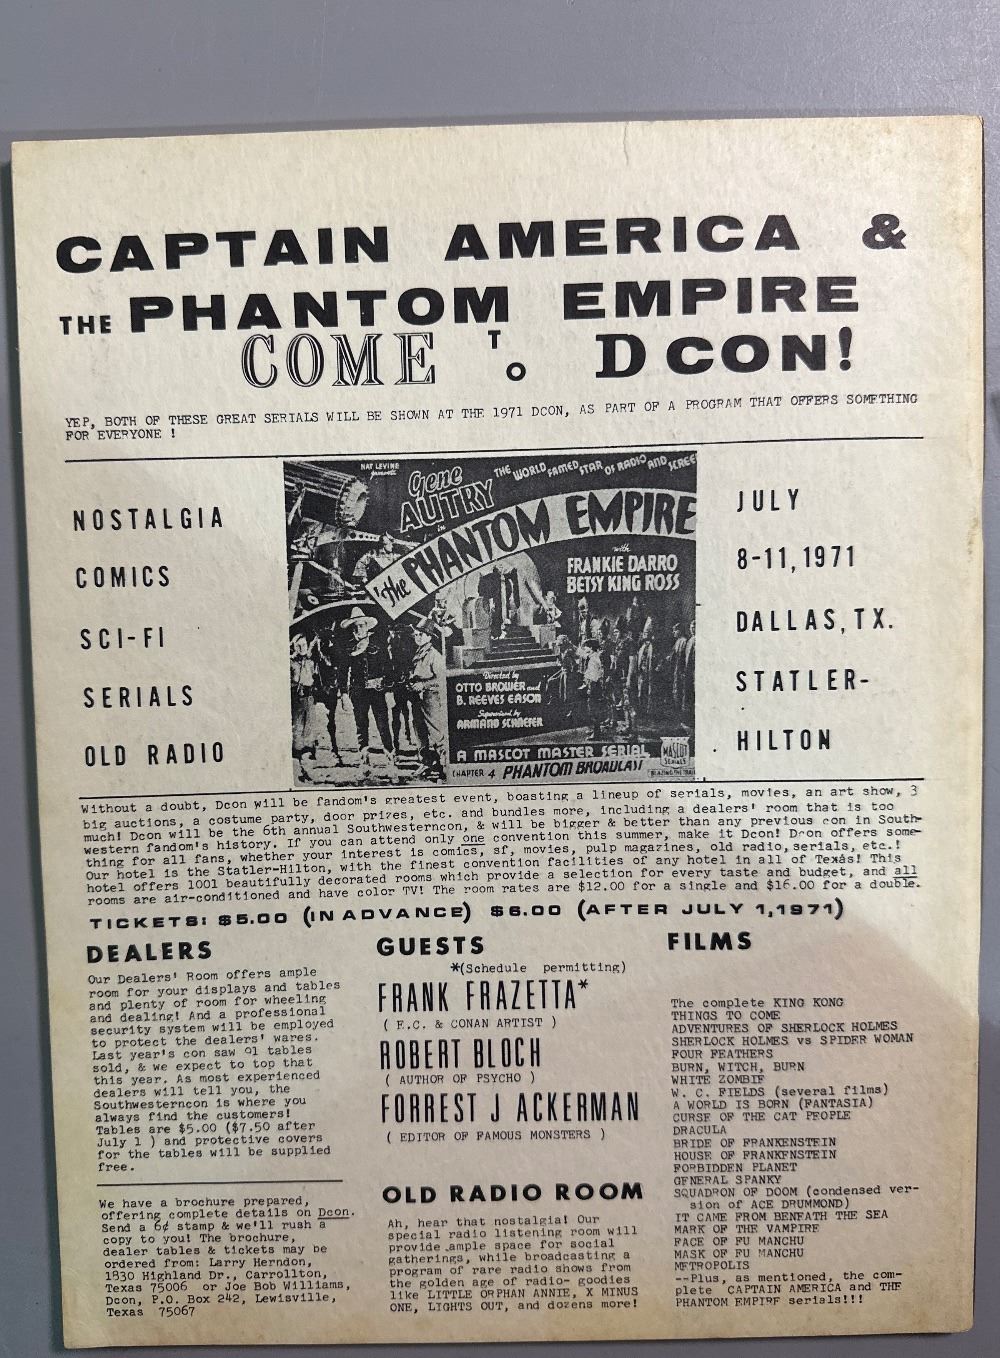 CAPTAIN AMERICA &
THE PHANTOM EMPIRE
COME TO DCON!
YEP, BOTH OF THESE GREAT SERIALS WILL BE SHOWN AT THE 1971 DCON, AS PART OF A PROGRAM THAT OFFERS SOMETHING
FOR EVERYONE !
NOSTALGIA
COMICS
SCI-FI
SERIALS
OLD RADIO
NAT LEVINE
presents
Gene
AUTRY
THE WORLD FAMED STAR OF RADIO AND SCREE
in
"The PHANTOM EMPIRE
with
FRANKIE DARRO
BETSY KING ROSS
Directed by
OTTO BROWER and
B. REEVES EASON
Supervised by
ARMAND SCHAEFER
A MASCOT MASTER SERIAL
CHAPTER 4 PHANTOM BROADCAST
MASCOT
SERIALS
BLAZING THE TRAIL
JULY
8-11, 1971
DALLAS, TX.
STATLER-
HILTON
Without a doubt, Dcon will be fandom's greatest event, boasting a lineup of serials, movies, an art show, 3
big auctions, a costume party, door prizes, etc. and bundles more, including a dealers' room that is too
much! Dcon will be the 6th annual Southwesterncon, & will be bigger & better than any previous con in South-
western fandom's history. If you can attend only one convention this summer, make it Dcon! Dcon offers some-
thing for all fans, whether your interest is comics, sf, movies, pulp magazines, old radio, serials, etc.!
Our hotel is the Statler-Hilton, with the finest convention facilities of any hotel in all of Texas! This
hotel offers 1001 beautifully decorated rooms which provide a selection for every taste and budget, and all
rooms are air-conditioned and have color TV! The room rates are $12.00 for a single and $16.00 for a double.
TICKETS: $5.00 (IN ADVANCE) $6.00 (AFTER JULY 1, 1971)
DEALERS
Our Dealers' Room offers ample
room for your displays and tables
and plenty of room for wheeling
and dealing! And a professional
security system will be employed
to protect the dealers' wares.
Last year's con saw 91 tables
sold, & we expect to top that
this year. As most experienced
dealers will tell you, the
Southwesterncon is where you
always find the customers!
Tables are $5.00 ($7.50 after
July 1 ) and protective covers
for the tables will be supplied
free.
We have a brochure prepared,
offering complete details on Dcon.
Send a 6¢ stamp & we'll rush a
copy to you! The brochure,
dealer tables & tickets may be
ordered from: Larry Herndon,
1830 Highland Dr., Carrollton,
Texas 75006 or Joe Bob Williams,
Dcon, P.O. Box 242, Lewisville,
Texas 75067
GUESTS
*(Schedule permitting)
FRANK FRAZETTA*
( E.C. & CONAN ARTIST )
ROBERT BLOCH
( AUTHOR OF PSYCHO )
FORREST J ACKERMAN
( EDITOR OF FAMOUS MONSTERS )
OLD RADIO ROOM
Ah, hear that nostalgia! Our
special radio listening room will
provide ample space for social
gatherings, while broadcasting a
program of rare radio shows from
the golden age of radio- goodies
like LITTLE ORPHAN ANNIE, X MINUS
ONE, LIGHTS OUT, and dozens more!
FILMS
The complete KING KONG
THINGS TO COME
ADVENTURES OF SHERLOCK HOLMES
SHERLOCK HOLMES vs SPIDER WOMAN
FOUR FEATHERS
BURN, WITCH, BURN
WHITE ZOMBIE
W. C. FIELDS (several films)
A WORLD IS BORN (FANTASIA)
CURSE OF THE CAT PEOPLE
DRACULA
BRIDE OF FRANKENSTEIN
HOUSE OF FRANKENSTEIN
FORBIDDEN PLANET
GENERAL SPANKY
SQUADRON OF DOOM (condensed ver-
sion of ACE DRUMMOND)
IT CAME FROM BENEATH THE SEA
MARK OF THE VAMPIRE
FACE OF FU MANCHU
MASK OF FU MANCHU
METROPOLIS
--Plus, as mentioned, the com-
plete CAPTAIN AMERICA and THE
PHANTOM EMPIRE serials!!!